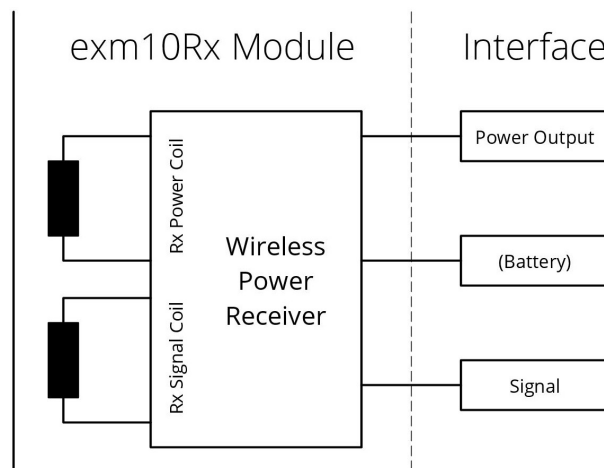 exm10Rx Module
Interface
Rx Power Coil
Rx Signal Coil
Wireless
Power
Receiver
Power Output
(Battery)
Signal